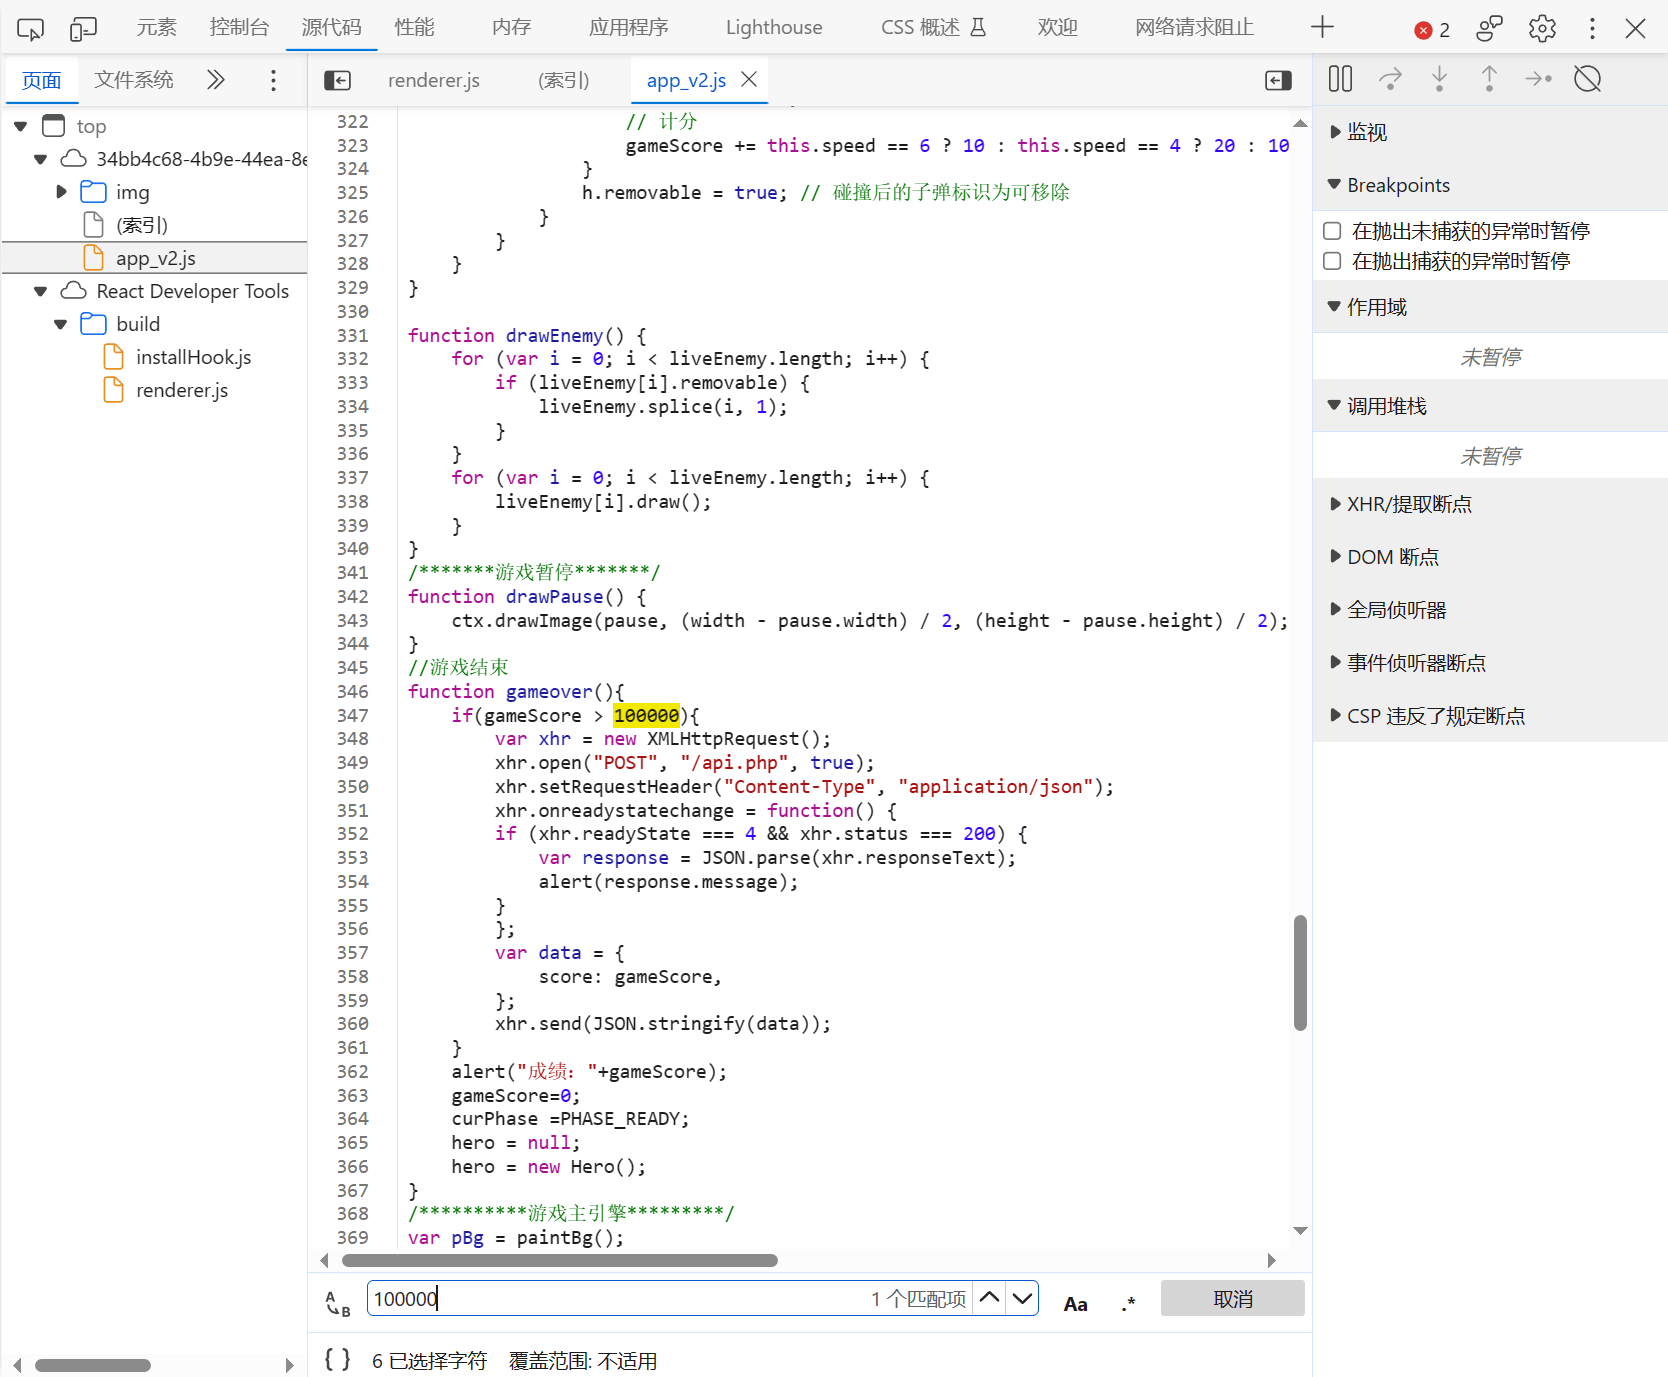 元素 控制台 源代码 性能 内存 应用程序 Lighthouse CSS 概述 欢迎 网络请求阻止 2
页面 文件系统
renderer.js (索引) app_v2.js
top
34bb4c68-4b9e-44ea-8e
img
(索引)
app_v2.js
React Developer Tools
build
installHook.js
renderer.js
322 // 计分
323 gameScore += this.speed == 6 ? 10 : this.speed == 4 ? 20 : 10
324 }
325 h.removable = true; // 碰撞后的子弹标识为可移除
326 }
327 }
328 }
329 }
330
331 function drawEnemy() {
332 for (var i = 0; i < liveEnemy.length; i++) {
333 if (liveEnemy[i].removable) {
334 liveEnemy.splice(i, 1);
335 }
336 }
337 for (var i = 0; i < liveEnemy.length; i++) {
338 liveEnemy[i].draw();
339 }
340 }
341 /*******游戏暂停*******/
342 function drawPause() {
343 ctx.drawImage(pause, (width - pause.width) / 2, (height - pause.height) / 2);
344 }
345 //游戏结束
346 function gameover(){
347 if(gameScore > 100000){
348 var xhr = new XMLHttpRequest();
349 xhr.open("POST", "/api.php", true);
350 xhr.setRequestHeader("Content-Type", "application/json");
351 xhr.onreadystatechange = function() {
352 if (xhr.readyState === 4 && xhr.status === 200) {
353 var response = JSON.parse(xhr.responseText);
354 alert(response.message);
355 }
356 };
357 var data = {
358 score: gameScore,
359 };
360 xhr.send(JSON.stringify(data));
361 }
362 alert("成绩："+gameScore);
363 gameScore=0;
364 curPhase =PHASE_READY;
365 hero = null;
366 hero = new Hero();
367 }
368 /**********游戏主引擎*********/
369 var pBg = paintBg();
A B 100000 1 个匹配项 Aa .* 取消
{ } 6 已选择字符 覆盖范围: 不适用
监视
Breakpoints
在抛出未捕获的异常时暂停
在抛出捕获的异常时暂停
作用域
未暂停
调用堆栈
未暂停
XHR/提取断点
DOM 断点
全局侦听器
事件侦听器断点
CSP 违反了规定断点